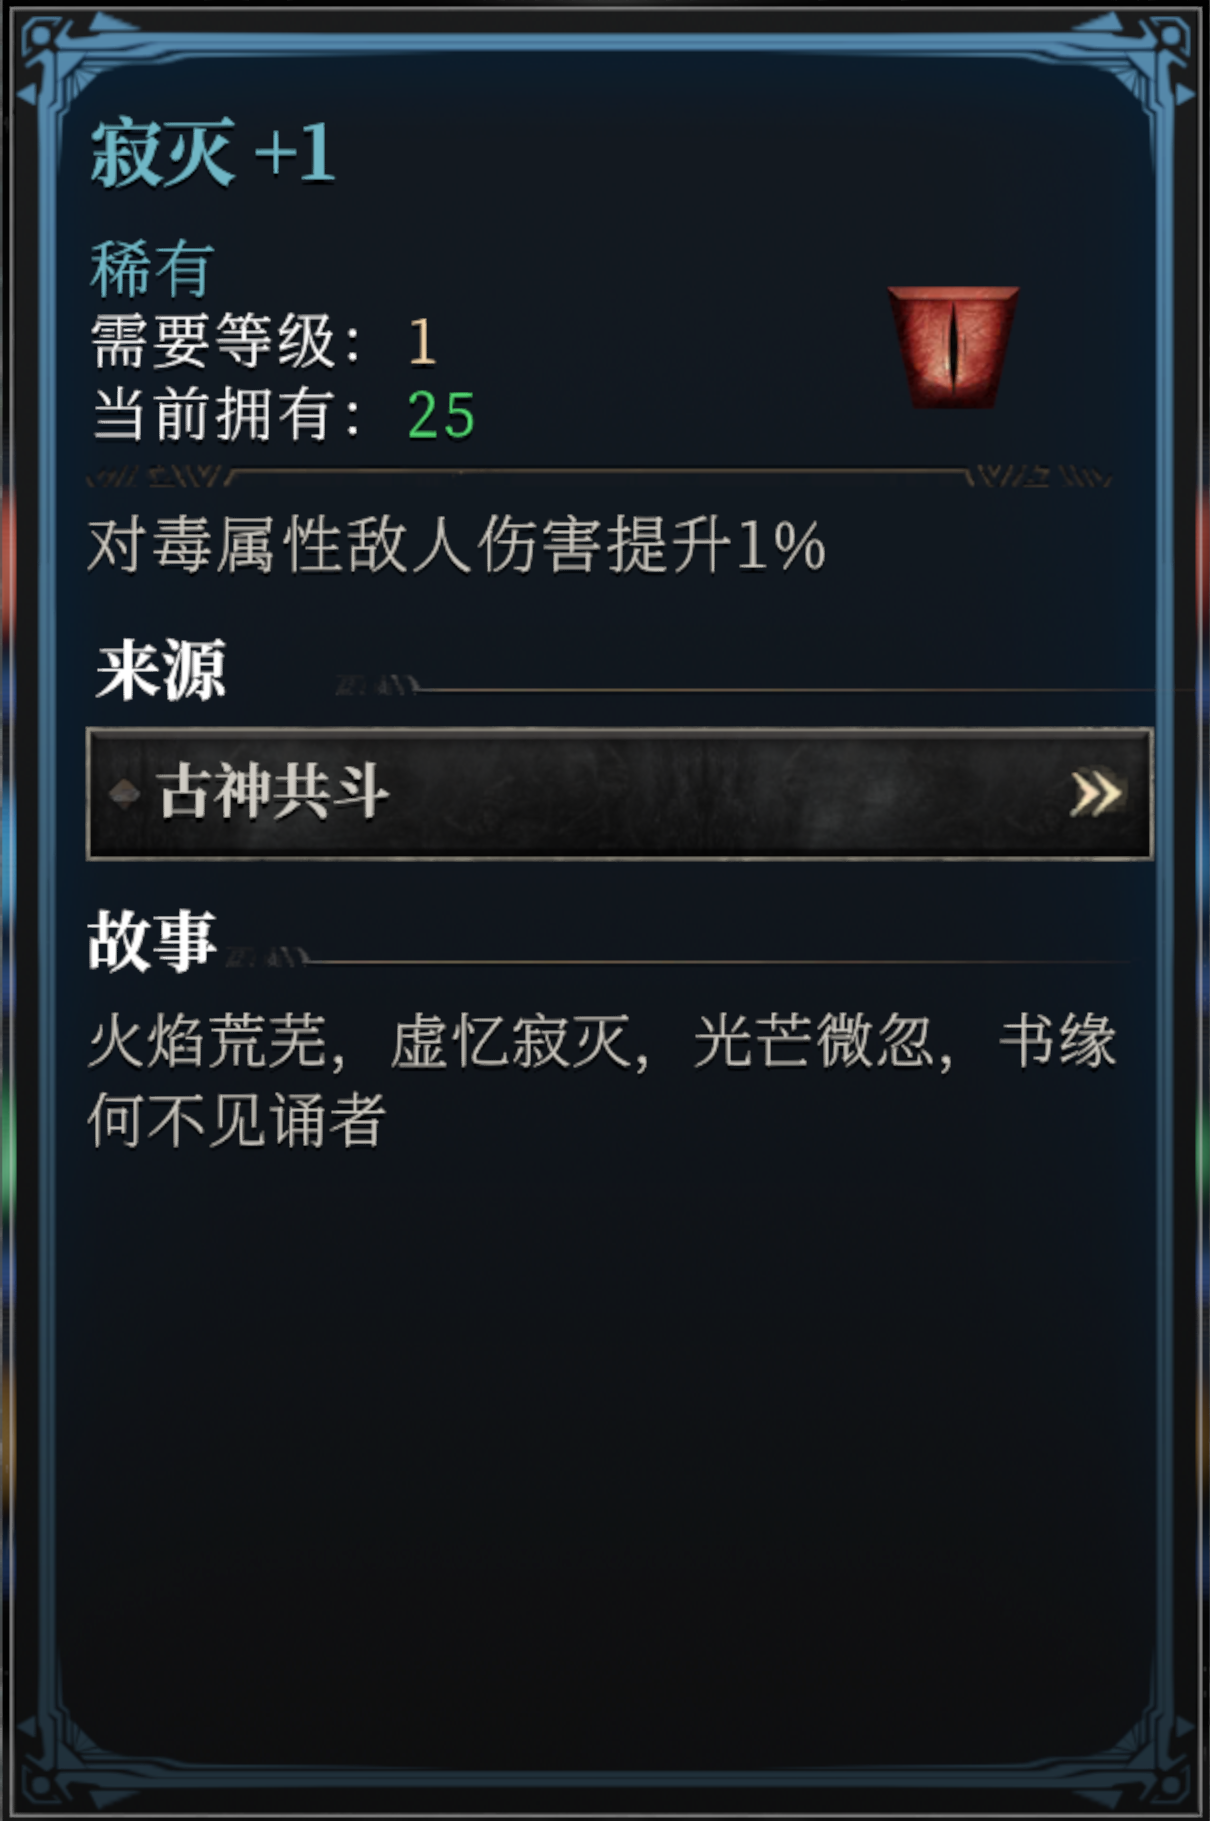 寂灭 +1
稀有
需要等级： 1
当前拥有： 25
对毒属性敌人伤害提升1%
来源
古神共斗
故事
火焰荒芜，虚忆寂灭，光芒微忽，书缘
何不见诵者